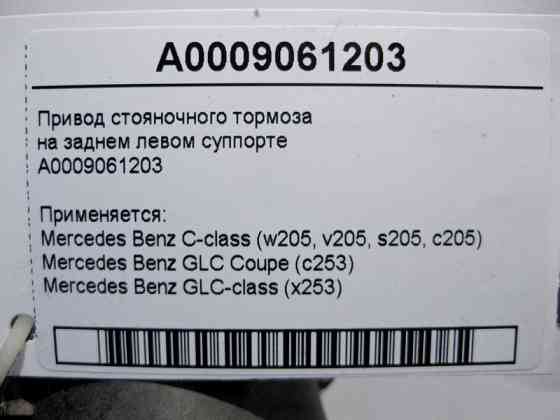 A0009061203
Привод стояночного тормоза
на заднем левом суппорте
A0009061203
Применяется:
Mercedes Benz C-class (w205, v205, s205, c205)
Mercedes Benz GLC Coupe (c253)
Mercedes Benz GLC-class (x253)